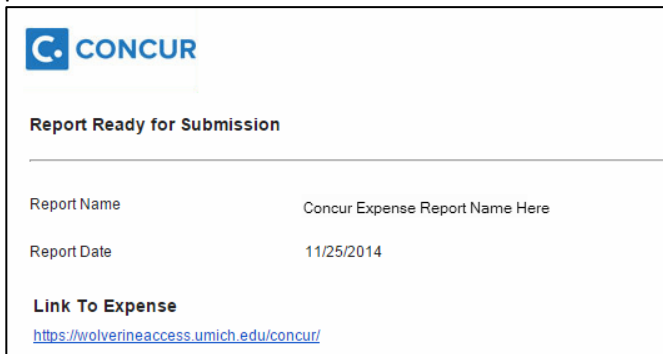 C. CONCUR
Report Ready for Submission
Report Name Concur Expense Report Name Here
Report Date 11/25/2014
Link To Expense
https://wolverineaccess.umich.edu/concur/